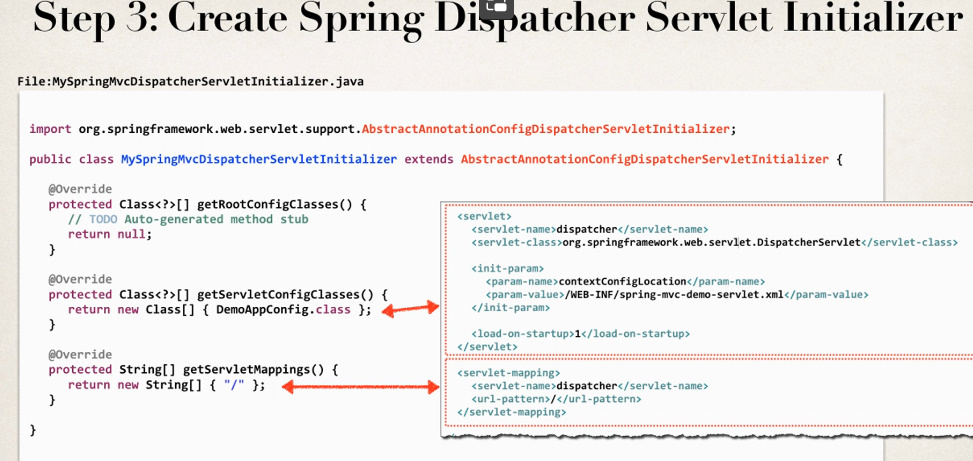 Step 3: Create Spring Dispatcher Servlet Initializer
File:MySpringMvcDispatcherServletInitializer.java
import org.springframework.web.servlet.support.AbstractAnnotationConfigDispatcherServletInitializer;
public class MySpringMvcDispatcherServletInitializer extends AbstractAnnotationConfigDispatcherServletInitializer {
@Override
protected Class<?>[] getRootConfigClasses() {
// TODO Auto-generated method stub
return null;
}
@Override
protected Class<?>[] getServletConfigClasses() {
return new Class[] { DemoAppConfig.class };
}
@Override
protected String[] getServletMappings() {
return new String[] { "/" };
}
}
<servlet>
<servlet-name>dispatcher</servlet-name>
<servlet-class>org.springframework.web.servlet.DispatcherServlet</servlet-class>
<init-param>
<param-name>contextConfigLocation</param-name>
<param-value>/WEB-INF/spring-mvc-demo-servlet.xml</param-value>
</init-param>
<load-on-startup>1</load-on-startup>
</servlet>
<servlet-mapping>
<servlet-name>dispatcher</servlet-name>
<url-pattern>/</url-pattern>
</servlet-mapping>